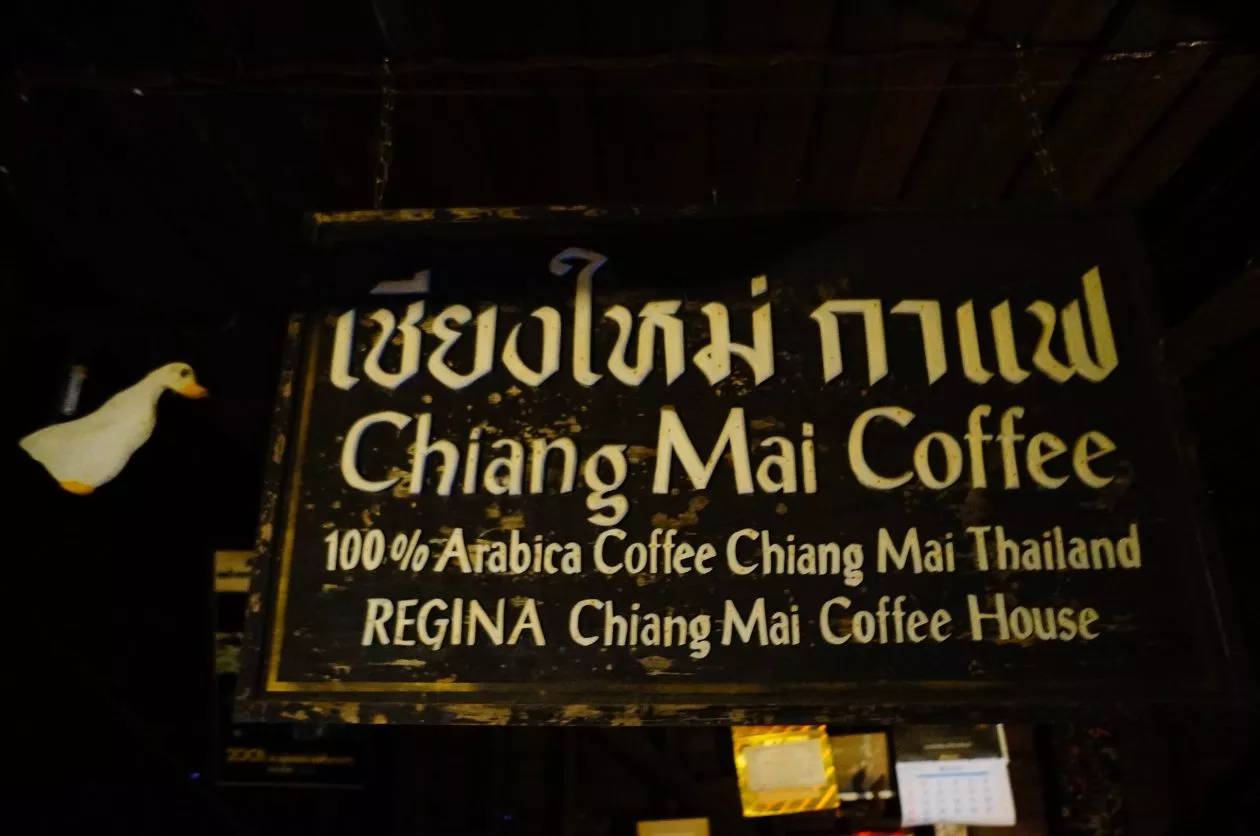 เชียงใหม่ กาแฟ
Chiang Mai Coffee
100% Arabica Coffee Chiang Mai Thailand
REGINA Chiang Mai Coffee House